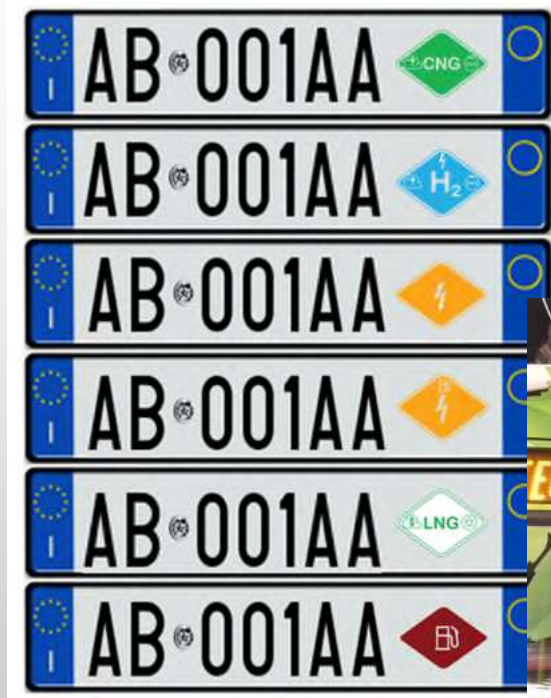 I AB 001AA CNG
I AB 001AA H₂
I AB 001AA
I AB 001AA
I AB 001AA LNG
I AB 001AA